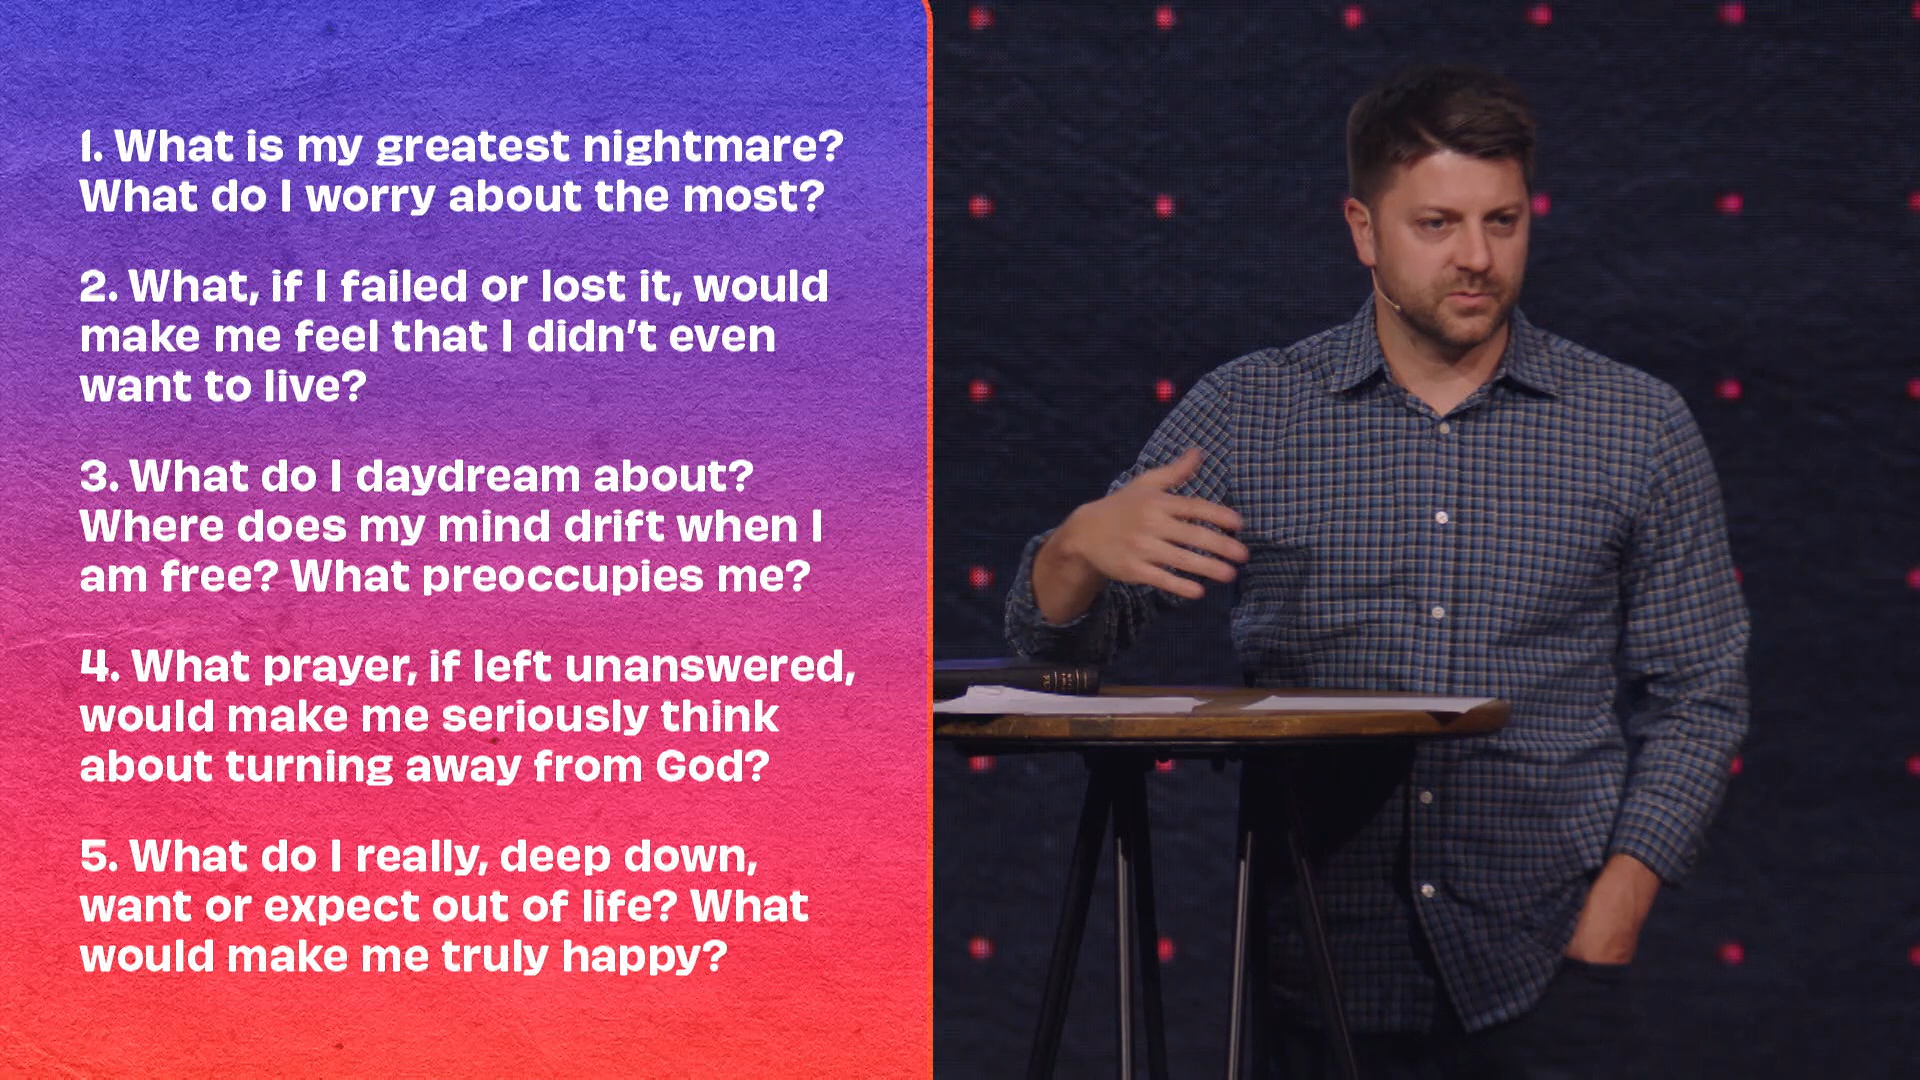 1. What is my greatest nightmare?
What do I worry about the most?
2. What, if I failed or lost it, would
make me feel that I didn’t even
want to live?
3. What do I daydream about?
Where does my mind drift when I
am free? What preoccupies me?
4. What prayer, if left unanswered,
would make me seriously think
about turning away from God?
5. What do I really, deep down,
want or expect out of life? What
would make me truly happy?